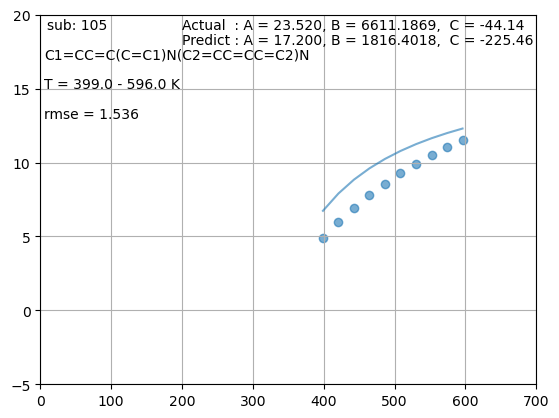 sub: 105
Actual : A = 23.520, B = 6611.1869, C = -44.14
Predict : A = 17.200, B = 1816.4018, C = -225.46
C1=CC=C(C=C1)N(C2=CC=CC=C2)N
T = 399.0 - 596.0 K
rmse = 1.536
20
15
10
5
0
−5
0 100 200 300 400 500 600 700